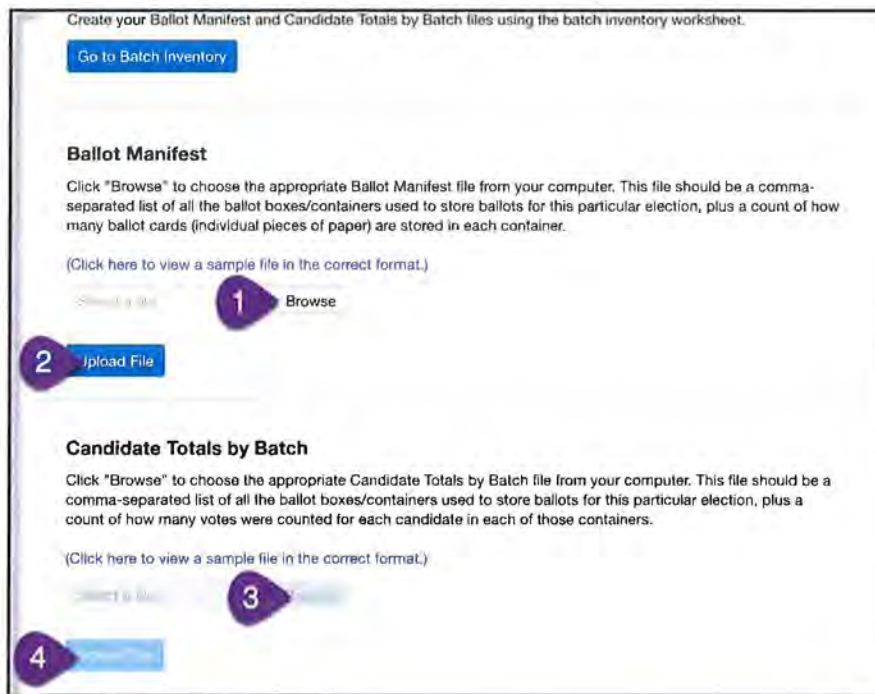 Create your Ballot Manifest and Candidate Totals by Batch files using the batch inventory worksheet.
Go to Batch Inventory
Ballot Manifest
Click "Browse" to choose the appropriate Ballot Manifest file from your computer. This file should be a comma-
separated list of all the ballot boxes/containers used to store ballots for this particular election, plus a count of how
many ballot cards (individual pieces of paper) are stored in each container.
(Click here to view a sample file in the correct format.)
Select a file
1 Browse
2 Upload File
Candidate Totals by Batch
Click "Browse" to choose the appropriate Candidate Totals by Batch file from your computer. This file should be a
comma-separated list of all the ballot boxes/containers used to store ballots for this particular election, plus a
count of how many votes were counted for each candidate in each of those containers.
(Click here to view a sample file in the correct format.)
Select a file
3
4